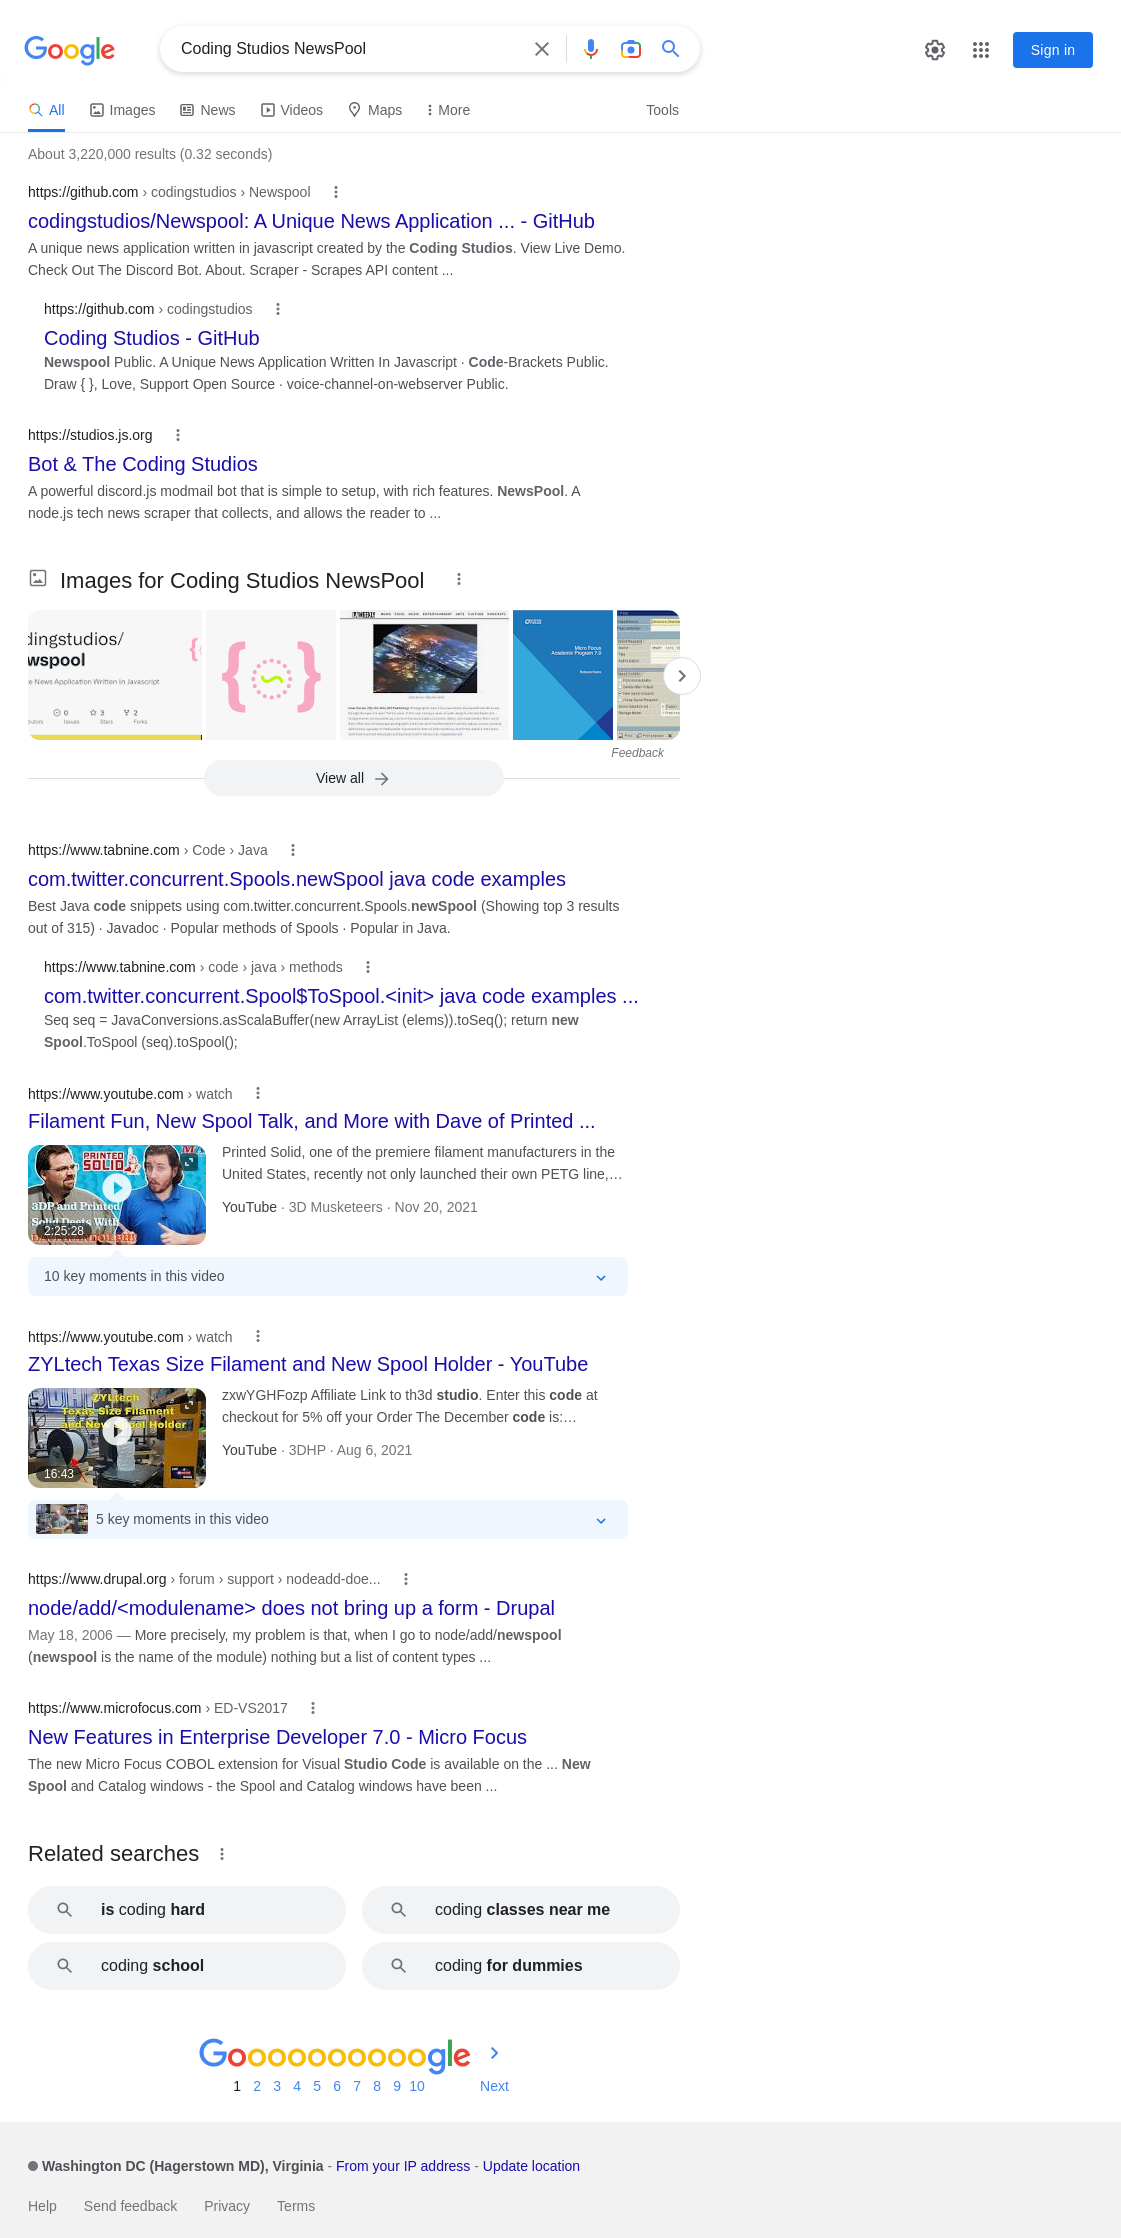 Google
Coding Studios NewsPool
Sign in
All
Images
News
Videos
Maps
More
Tools
About 3,220,000 results (0.32 seconds)
https://github.com › codingstudios › Newspool
codingstudios/Newspool: A Unique News Application ... - GitHub
A unique news application written in javascript created by the Coding Studios. View Live Demo.
Check Out The Discord Bot. About. Scraper - Scrapes API content ...
https://github.com › codingstudios
Coding Studios - GitHub
Newspool Public. A Unique News Application Written In Javascript · Code-Brackets Public.
Draw { }, Love, Support Open Source · voice-channel-on-webserver Public.
https://studios.js.org
Bot & The Coding Studios
A powerful discord.js modmail bot that is simple to setup, with rich features. NewsPool. A
node.js tech news scraper that collects, and allows the reader to ...
Images for Coding Studios NewsPool
dingstudios/
wspool
e News Application Written In Javascript
0
3
2
Issues
Stars
Forks
Micro Focus
Academic Program 7.0
Feedback
View all
https://www.tabnine.com › Code › Java
com.twitter.concurrent.Spools.newSpool java code examples
Best Java code snippets using com.twitter.concurrent.Spools.newSpool (Showing top 3 results
out of 315) · Javadoc · Popular methods of Spools · Popular in Java.
https://www.tabnine.com › code › java › methods
com.twitter.concurrent.Spool$ToSpool.<init> java code examples ...
Seq seq = JavaConversions.asScalaBuffer(new ArrayList (elems)).toSeq(); return new
Spool.ToSpool (seq).toSpool();
https://www.youtube.com › watch
Filament Fun, New Spool Talk, and More with Dave of Printed ...
PRINTED
SOLID
3DP and Printed
Solid Deets With
2:25:28
Printed Solid, one of the premiere filament manufacturers in the
United States, recently not only launched their own PETG line,...
YouTube · 3D Musketeers · Nov 20, 2021
10 key moments in this video
https://www.youtube.com › watch
ZYLtech Texas Size Filament and New Spool Holder - YouTube
ZYLtech
Texas Size Filament
and New Spool Holder
16:43
zxwYGHFozp Affiliate Link to th3d studio. Enter this code at
checkout for 5% off your Order The December code is:...
YouTube · 3DHP · Aug 6, 2021
5 key moments in this video
https://www.drupal.org › forum › support › nodeadd-doe...
node/add/<modulename> does not bring up a form - Drupal
May 18, 2006 — More precisely, my problem is that, when I go to node/add/newspool
(newspool is the name of the module) nothing but a list of content types ...
https://www.microfocus.com › ED-VS2017
New Features in Enterprise Developer 7.0 - Micro Focus
The new Micro Focus COBOL extension for Visual Studio Code is available on the ... New
Spool and Catalog windows - the Spool and Catalog windows have been ...
Related searches
is coding hard
coding classes near me
coding school
coding for dummies
Goooooooooogle
1 2 3 4 5 6 7 8 9 10 Next
Washington DC (Hagerstown MD), Virginia - From your IP address - Update location
Help Send feedback Privacy Terms